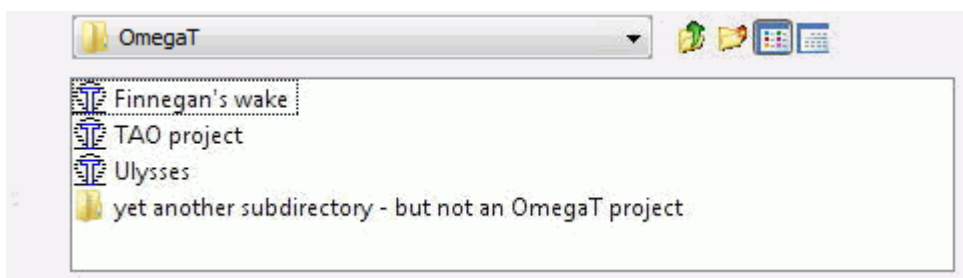 OmegaT
Finnegan's wake
TAO project
Ulysses
yet another subdirectory - but not an OmegaT project